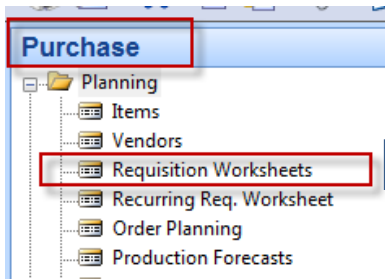 Purchase
Planning
Items
Vendors
Requisition Worksheets
Recurring Req. Worksheet
Order Planning
Production Forecasts